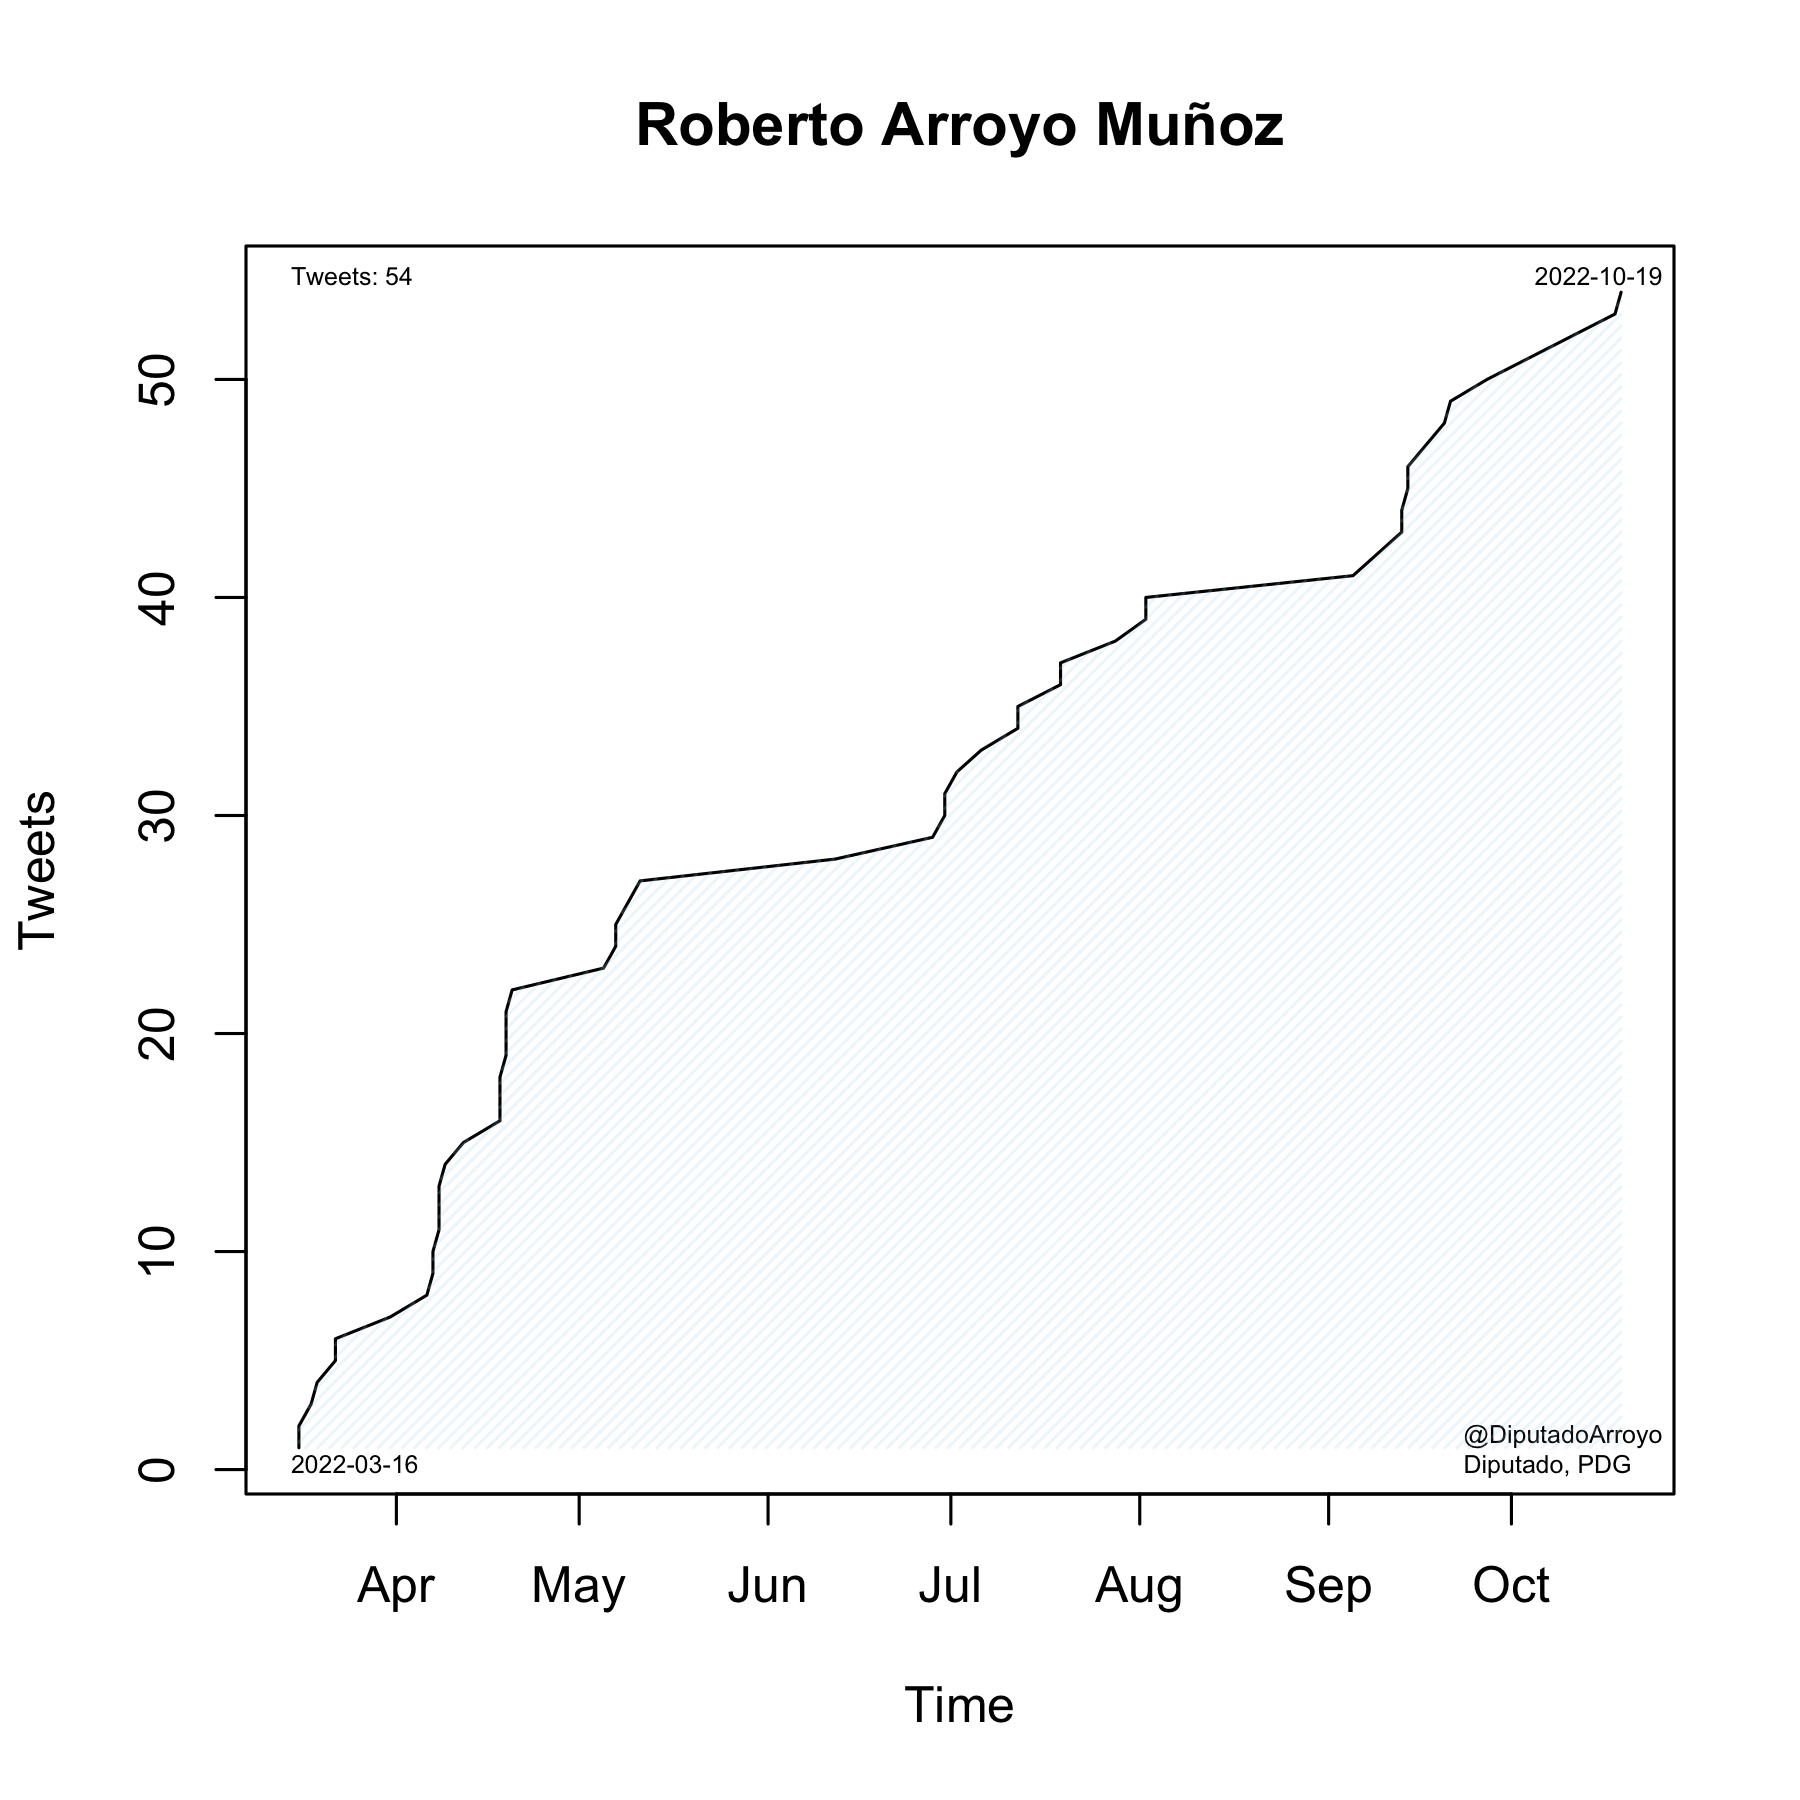 Roberto Arroyo Muñoz
Tweets: 54
2022-10-19
50
40
30
20
10
0
Tweets
2022-03-16
@DiputadoArroyo
Diputado, PDG
Apr May Jun Jul Aug Sep Oct
Time